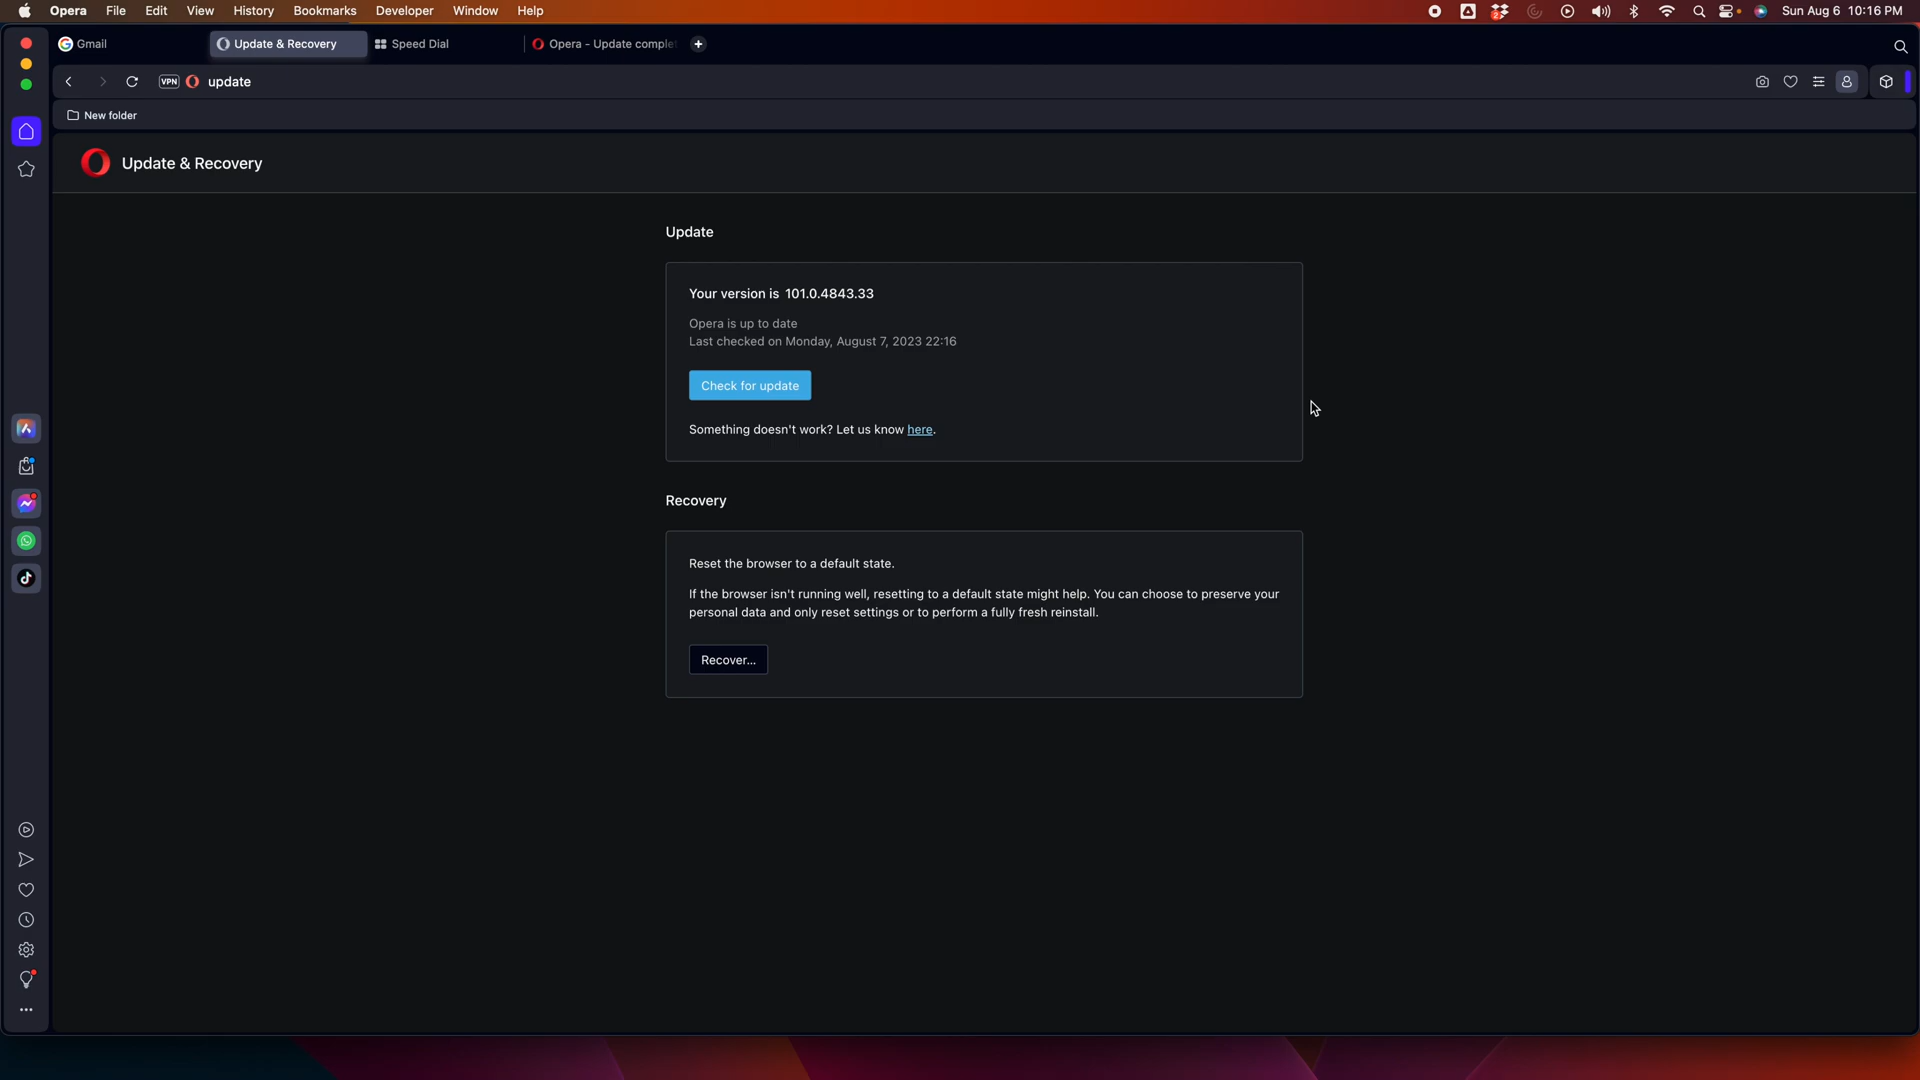 Opera File Edit View History Bookmarks Developer Window Help
2
Sun Aug 6 10:16 PM
Gmail
Update & Recovery
Speed Dial
Opera - Update complet
VPN update
New folder
Update & Recovery
Update
Your version is 101.0.4843.33
Opera is up to date
Last checked on Monday, August 7, 2023 22:16
Check for update
Something doesn't work? Let us know here.
Recovery
Reset the browser to a default state.
If the browser isn't running well, resetting to a default state might help. You can choose to preserve your
personal data and only reset settings or to perform a fully fresh reinstall.
Recover...